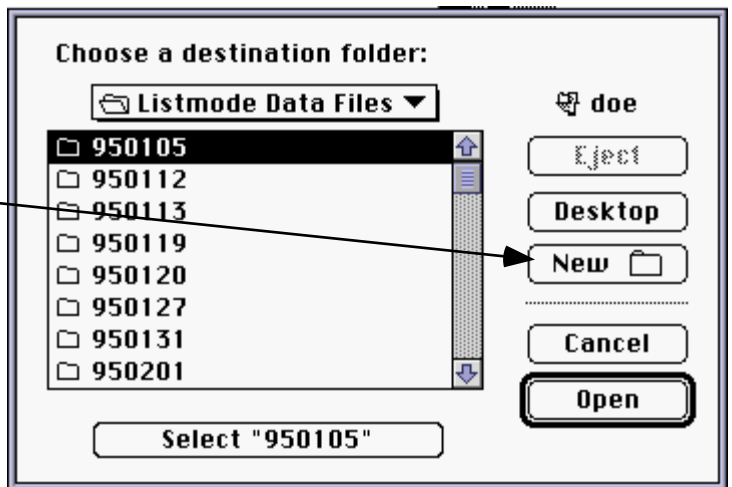 Choose a destination folder:
Listmode Data Files
doe
950105
950112
950113
950119
950120
950127
950131
950201
Eject
Desktop
New
Cancel
Open
Select "950105"